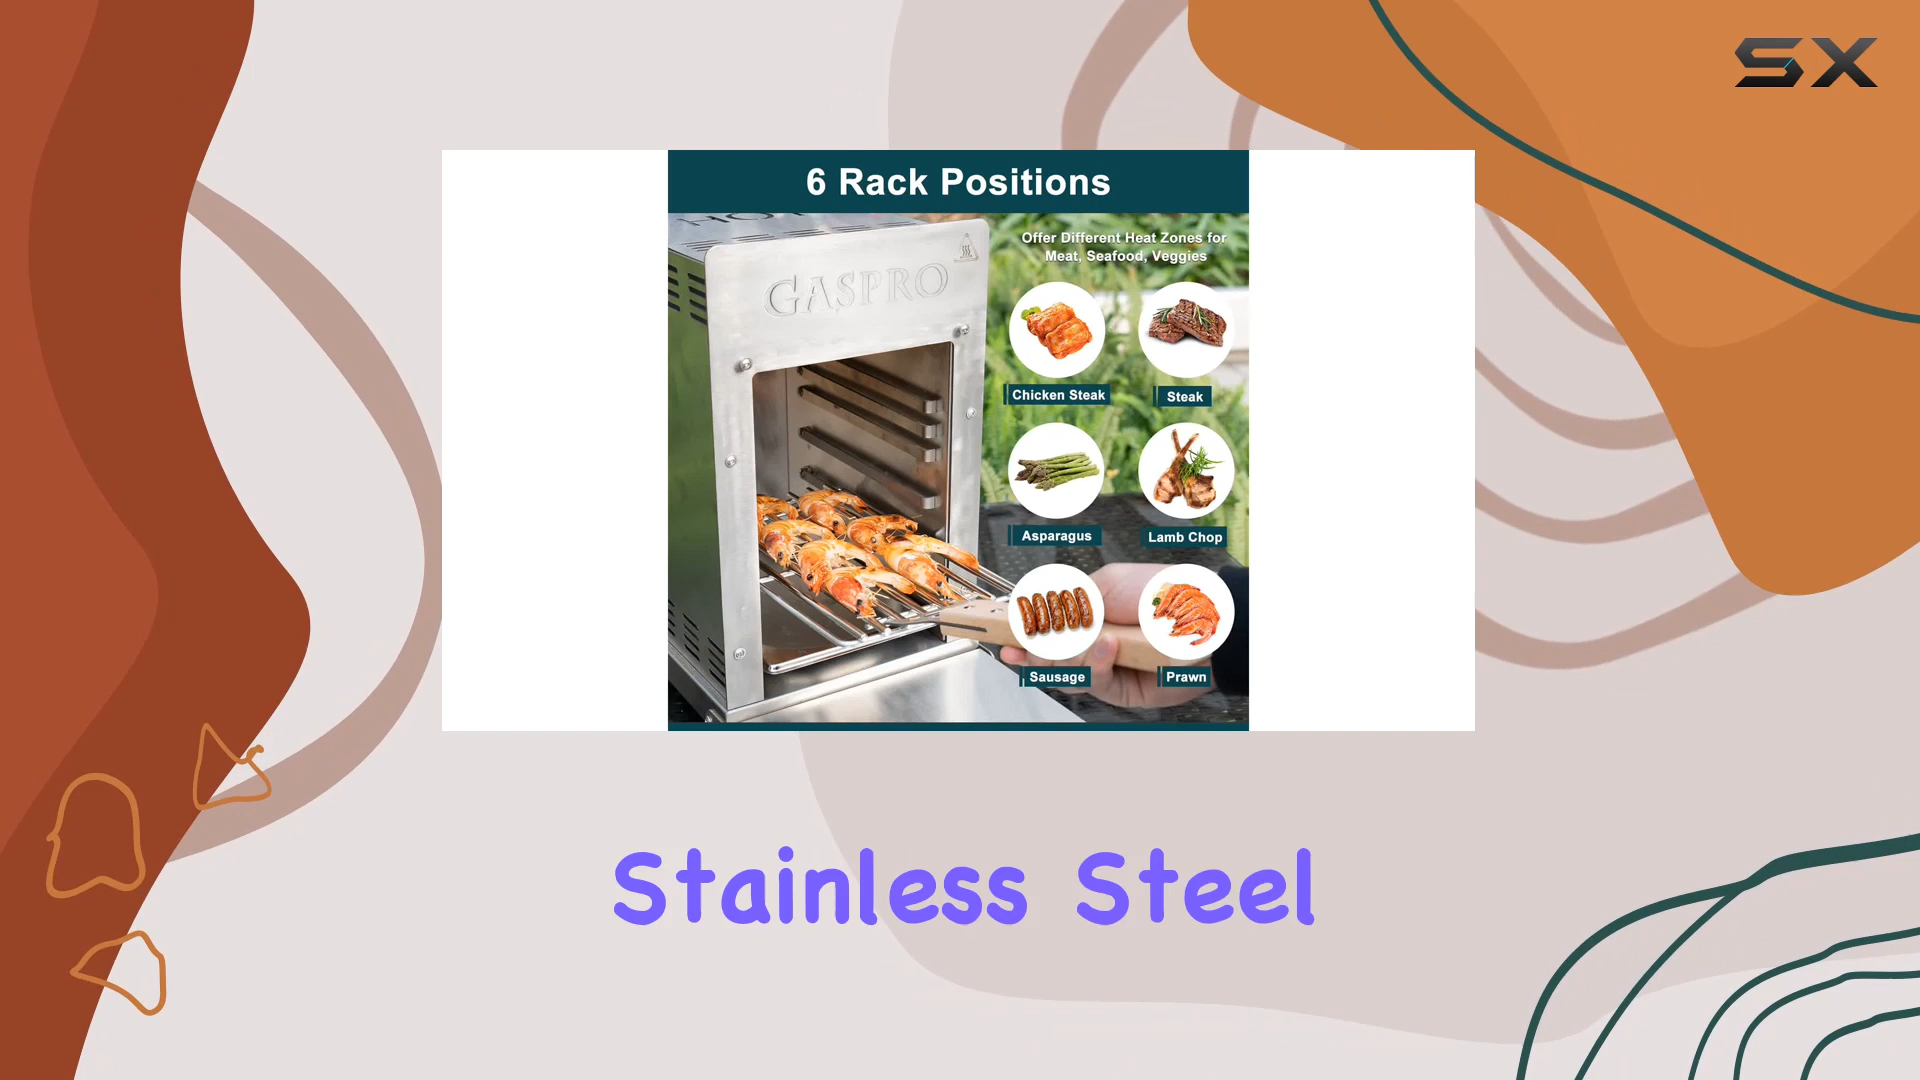 SX
6 Rack Positions
HOT
GASPRO
Offer Different Heat Zones for
Meat, Seafood, Veggies
Chicken Steak
Steak
Asparagus
Lamb Chop
Sausage
Prawn
Stainless Steel